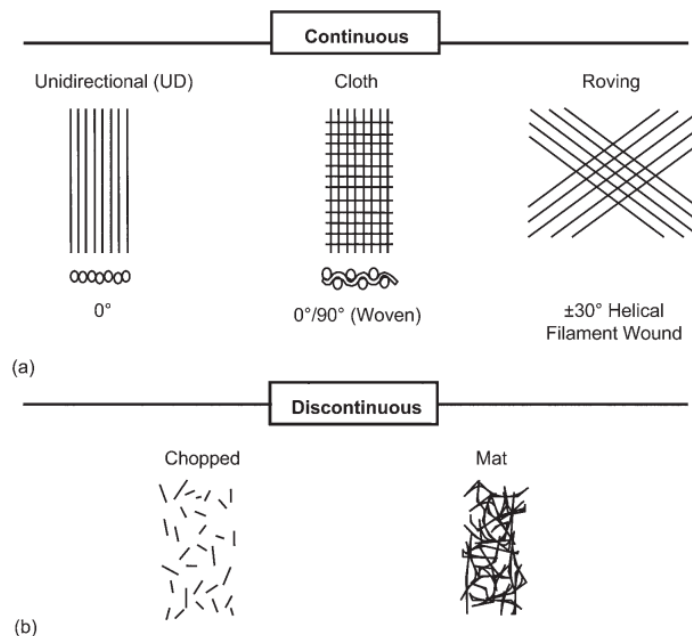 Continuous
Unidirectional (UD)
Cloth
Roving
0°
0°/90° (Woven)
±30° Helical
Filament Wound
(a)
Discontinuous
Chopped
Mat
(b)